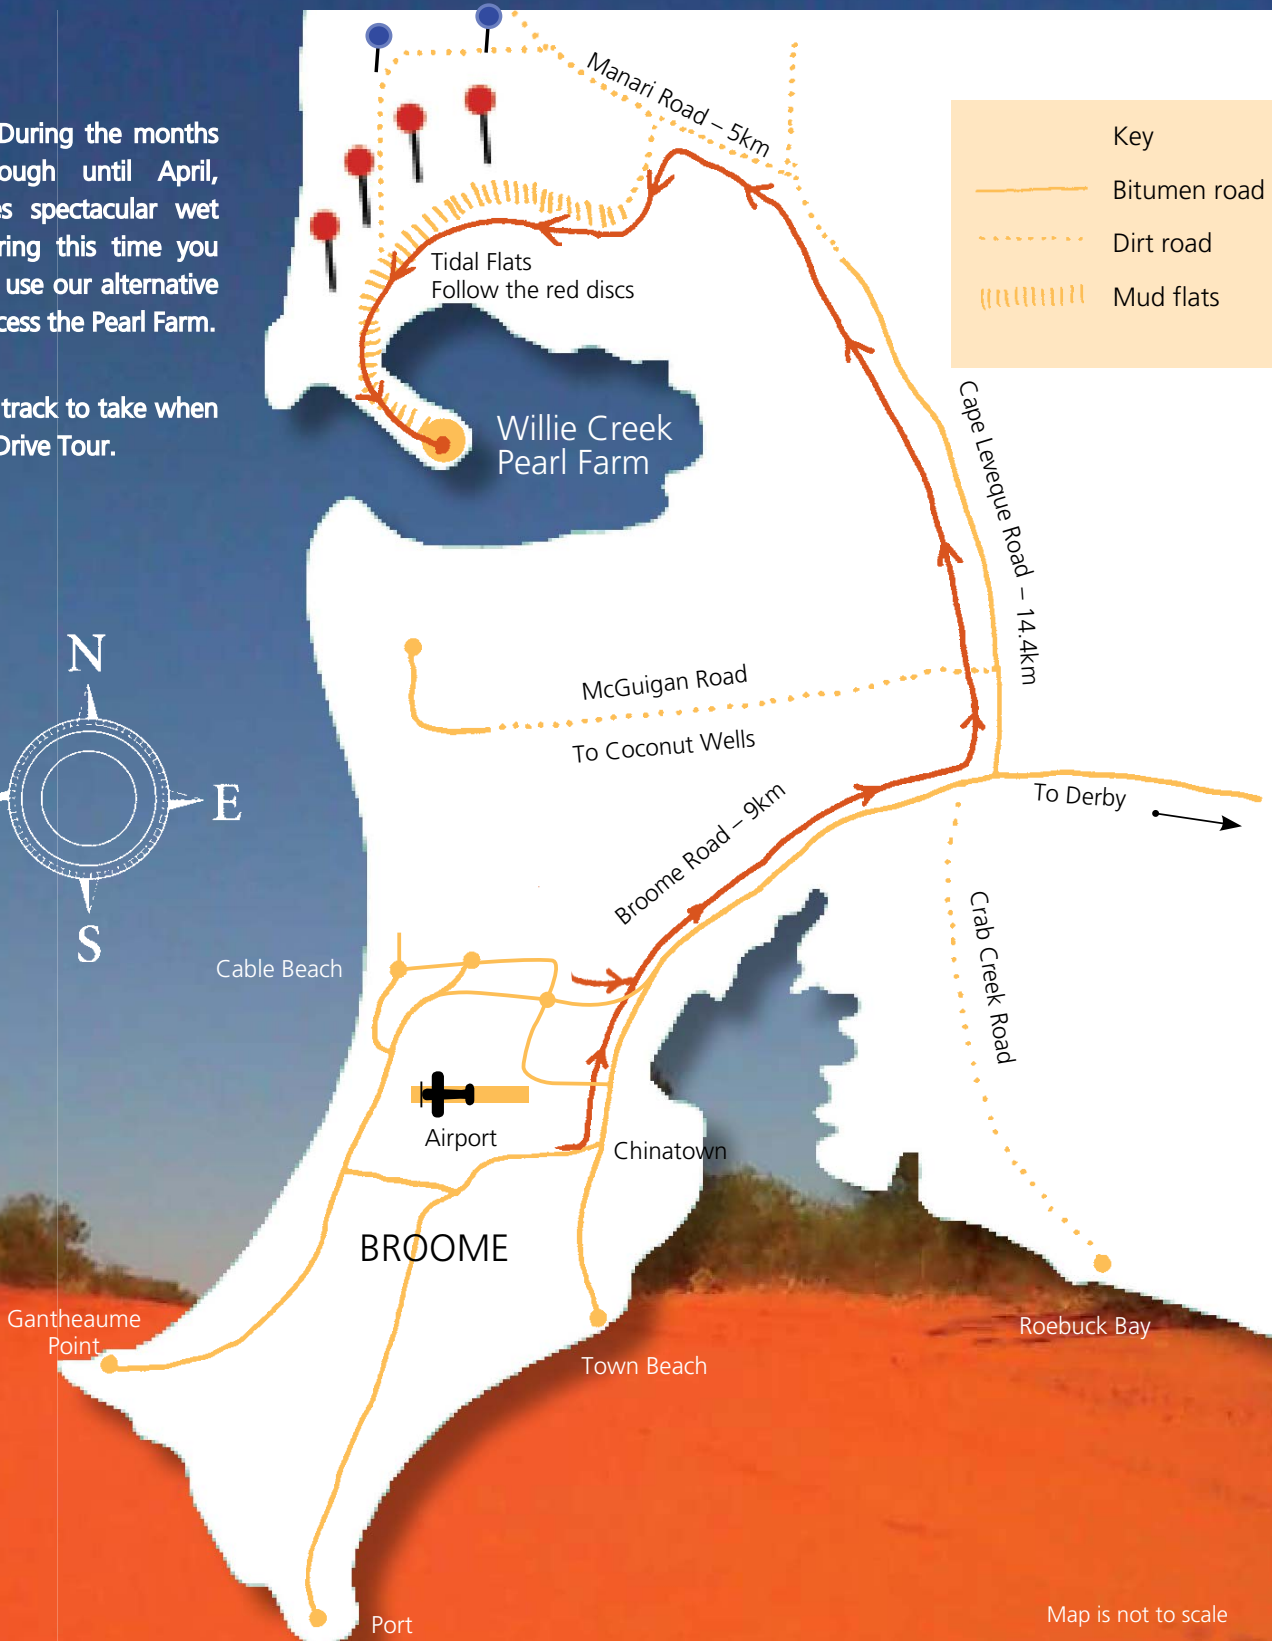 During the months
ough until April,
es spectacular wet
ring this time you
use our alternative
cess the Pearl Farm.
track to take when
Drive Tour.
Manari Road – 5km
Key
Bitumen road
Dirt road
Mud flats
Tidal Flats
Follow the red discs
Willie Creek
Pearl Farm
Cape Leveque Road – 14.4km
N
E
S
McGuigan Road
To Coconut Wells
To Derby
Broome Road – 9km
Crab Creek Road
Cable Beach
Airport
Chinatown
BROOME
Gantheaume
Point
Town Beach
Roebuck Bay
Port
Map is not to scale